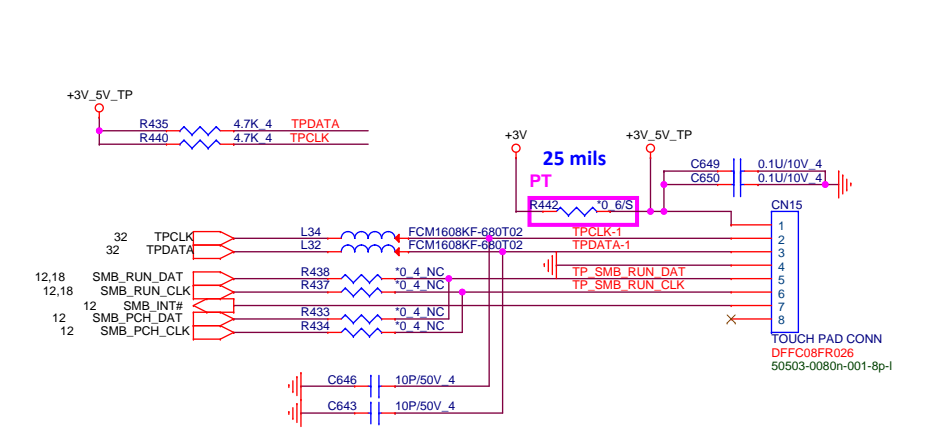 +3V_5V_TP
R435 4.7K_4 TPDATA
R440 4.7K_4 TPCLK
+3V +3V_5V_TP
25 mils
PT
C649 0.1U/10V_4
C650 0.1U/10V_4
R442 *0_6/S
CN15
1
32 TPCLK L34 FCM1608KF-680T02 TPCLK-1 2
32 TPDATA L32 FCM1608KF-680T02 TPDATA-1 3
4
12,18 SMB_RUN_DAT R438 *0_4_NC TP_SMB_RUN_DAT 5
12,18 SMB_RUN_CLK R437 *0_4_NC TP_SMB_RUN_CLK 6
12 SMB_INT# 7
12 SMB_PCH_DAT R433 *0_4_NC 8
12 SMB_PCH_CLK R434 *0_4_NC
TOUCH PAD CONN
DFFC08FR026
50503-0080n-001-8p-l
C646 10P/50V_4
C643 10P/50V_4